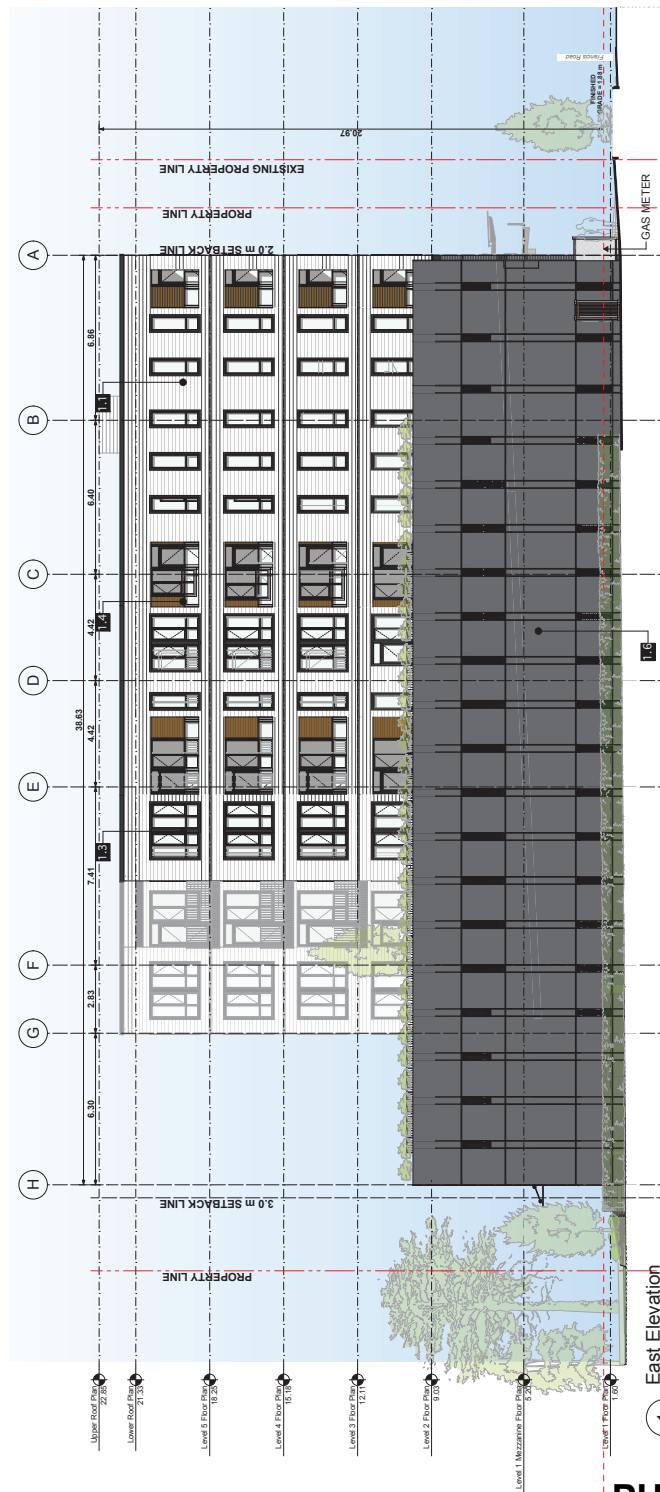 H
G
F
E
D
C
B
A
38.63
6.30
2.83
7.41
4.42
4.42
6.40
6.86
1.3
1.4
1.1
1.6
PROPERTY LINE
3.0 m SETBACK LINE
2.0 m SETBACK LINE
PROPERTY LINE
EXISTING PROPERTY LINE
20.97
Francis Road
FINISHED
GRADE = 1.88 m
GAS METER
Upper Roof Plan
22.85
Lower Roof Plan
21.33
Level 5 Floor Plan
18.25
Level 4 Floor Plan
15.18
Level 3 Floor Plan
12.11
Level 2 Floor Plan
9.03
Level 1 Mezzanine Floor Plan
5.20
Level 1 Floor Plan
1.60
East Elevation